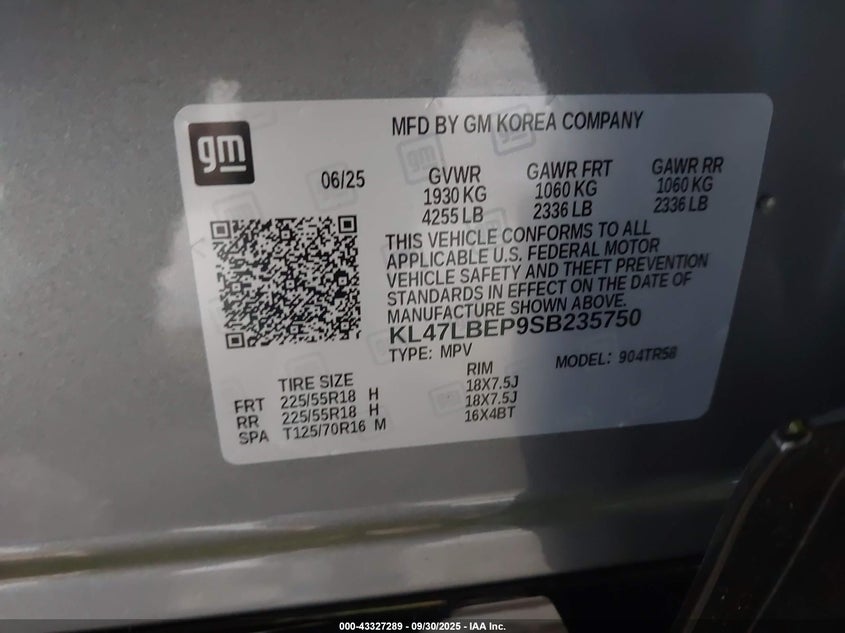 gm
MFD BY GM KOREA COMPANY
06/25
GVWR GAWR FRT GAWR RR
1930 KG 1060 KG 1060 KG
4255 LB 2336 LB 2336 LB
THIS VEHICLE CONFORMS TO ALL
APPLICABLE U.S. FEDERAL MOTOR
VEHICLE SAFETY AND THEFT PREVENTION
STANDARDS IN EFFECT ON THE DATE OF
MANUFACTURE SHOWN ABOVE.
KL47LBEP9SB235750
TYPE: MPV MODEL: 904TR58
TIRE SIZE RIM
FRT 225/55R18 H 18X7.5J
RR 225/55R18 H 18X7.5J
SPA T125/70R16 M 16X4BT
000-43327289 - 09/30/2025 - IAA Inc.